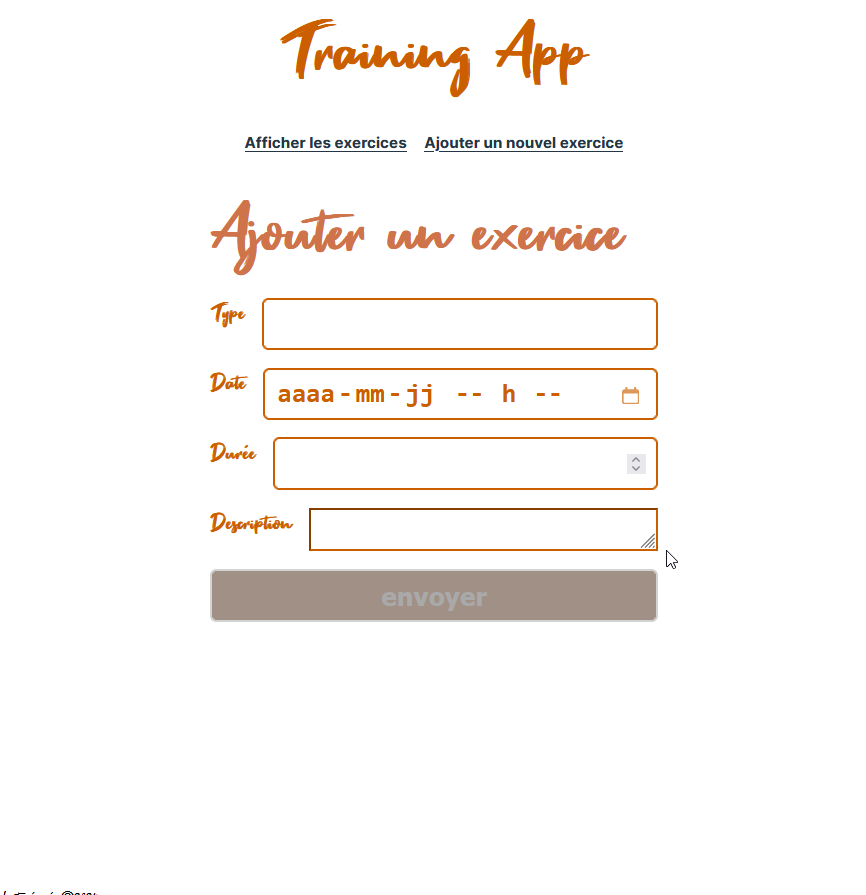 Training App
Afficher les exercices Ajouter un nouvel exercice
Ajouter un exercice
Type
Date aaaa-mm-jj -- h --
Durée
Description
envoyer